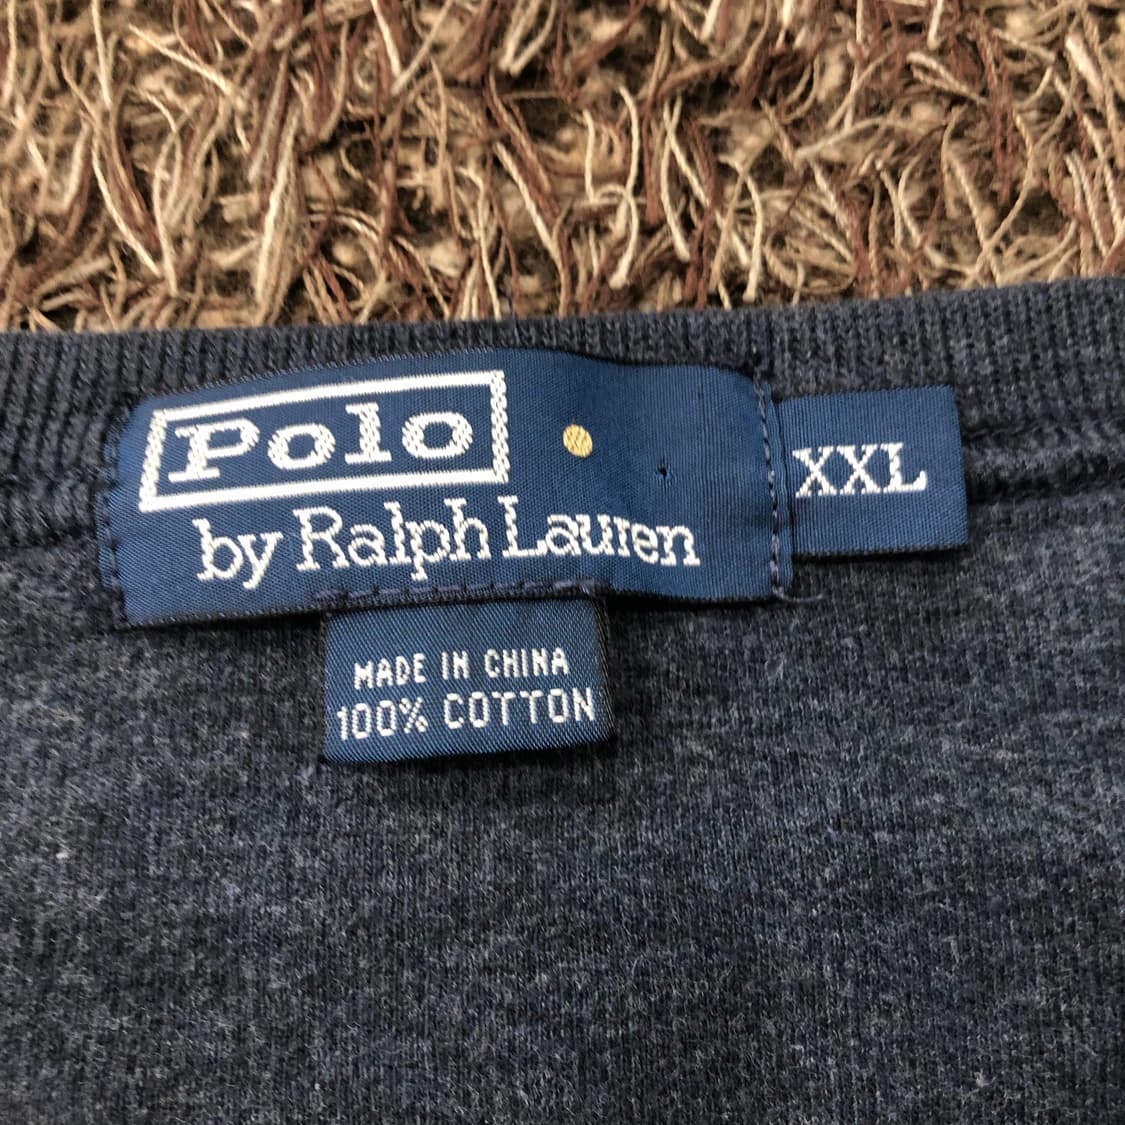 Polo
by Ralph Lauren
XXL
MADE IN CHINA
100% COTTON